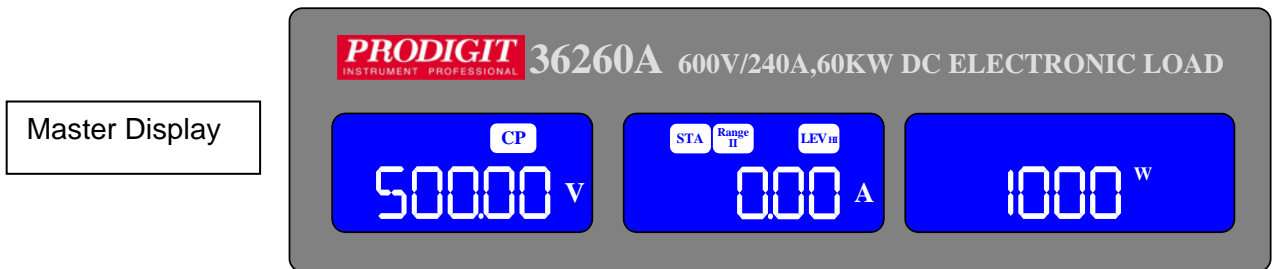 PRODIGIT
INSTRUMENT PROFESSIONAL
36260A 600V/240A,60KW DC ELECTRONIC LOAD
Master Display
CP
STA Range II LEV HI
500.00 V
0.00 A
1000 W